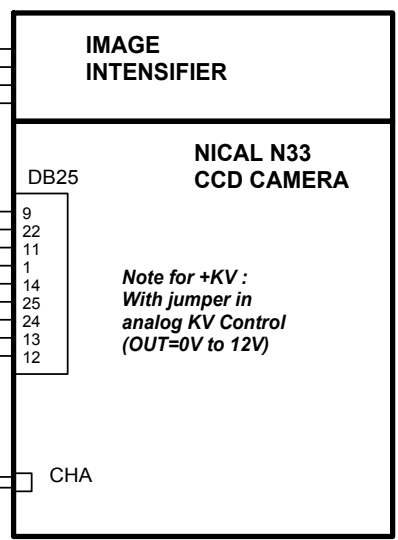 IMAGE
INTENSIFIER
NICAL N33
CCD CAMERA
DB25
9
22
11
1
14
25
24
13
12
Note for +KV :
With jumper in
analog KV Control
(OUT=0V to 12V)
CHA